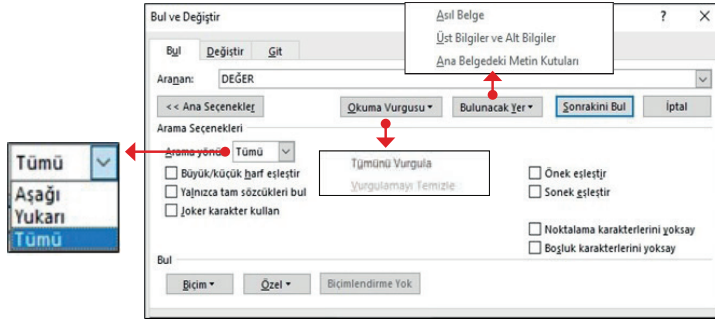 Bul ve Değiştir ? X
Bul Değiştir Git
Aranan: DEĞER
<< Ana Seçenekler Okuma Vurgusu Bulunacak Yer Sonrakini Bul İptal
Asıl Belge
Üst Bilgiler ve Alt Bilgiler
Ana Belgedeki Metin Kutuları
Arama Seçenekleri
Arama yönü: Tümü
Tümü
Aşağı
Yukarı
Tümü
Tümünü Vurgula
Vurgulamayı Temizle
Büyük/küçük harf eşleştir
Yalnızca tam sözcükleri bul
Joker karakter kullan
Önek eşleştir
Sonek eşleştir
Noktalama karakterlerini yoksay
Boşluk karakterlerini yoksay
Bul
Biçim Özel Biçimlendirme Yok